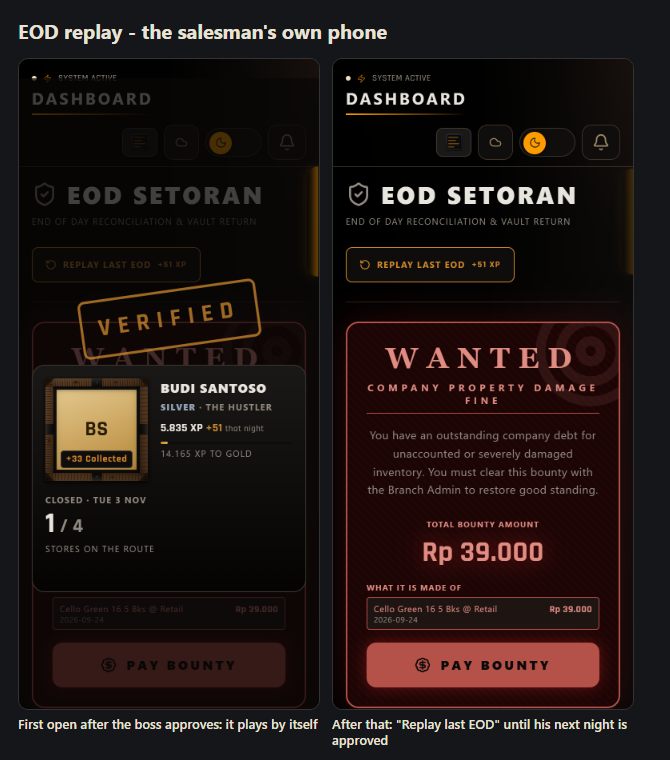 EOD replay - the salesman's own phone
SYSTEM ACTIVE
DASHBOARD
EOD SETORAN
END OF DAY RECONCILIATION & VAULT RETURN
REPLAY LAST EOD +51 XP
VERIFIED
WANTED
BUDI SANTOSO
SILVER · THE HUSTLER
BS
5.835 XP +51 that night
+33 Collected
14.165 XP TO GOLD
CLOSED · TUE 3 NOV
1 / 4
STORES ON THE ROUTE
Cello Green 16 5 Bks @ Retail Rp 39.000
2026-09-24
PAY BOUNTY
First open after the boss approves: it plays by itself
SYSTEM ACTIVE
DASHBOARD
EOD SETORAN
END OF DAY RECONCILIATION & VAULT RETURN
REPLAY LAST EOD +51 XP
WANTED
COMPANY PROPERTY DAMAGE
FINE
You have an outstanding company debt for
unaccounted or severely damaged
inventory. You must clear this bounty with
the Branch Admin to restore good standing.
TOTAL BOUNTY AMOUNT
Rp 39.000
WHAT IT IS MADE OF
Cello Green 16 5 Bks @ Retail Rp 39.000
2026-09-24
PAY BOUNTY
After that: "Replay last EOD" until his next night is
approved